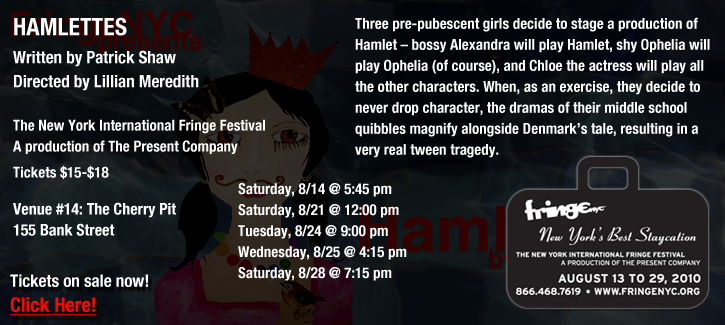 HAMLETTES
Written by Patrick Shaw
Directed by Lillian Meredith
The New York International Fringe Festival
A production of The Present Company
Tickets $15-$18
Venue #14: The Cherry Pit
155 Bank Street
Tickets on sale now!
Click Here!
Saturday, 8/14 @ 5:45 pm
Saturday, 8/21 @ 12:00 pm
Tuesday, 8/24 @ 9:00 pm
Wednesday, 8/25 @ 4:15 pm
Saturday, 8/28 @ 7:15 pm
Three pre-pubescent girls decide to stage a production of
Hamlet – bossy Alexandra will play Hamlet, shy Ophelia will
play Ophelia (of course), and Chloe the actress will play all
the other characters. When, as an exercise, they decide to
never drop character, the dramas of their middle school
quibbles magnify alongside Denmark's tale, resulting in a
very real tween tragedy.
fringe NYC
New York's Best Staycation
THE NEW YORK INTERNATIONAL FRINGE FESTIVAL
A PRODUCTION OF THE PRESENT COMPANY
AUGUST 13 TO 29, 2010
866.468.7619 • WWW.FRINGENYC.ORG